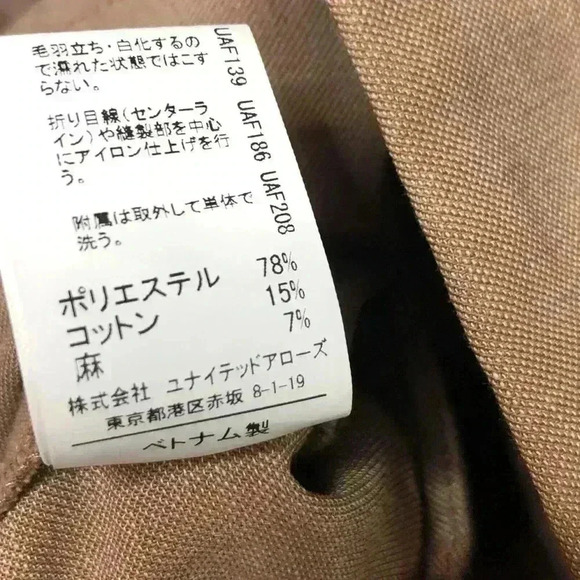 毛羽立ち・白化するの
で濡れた状態ではこす
らない。
折り目線(センターラ
イン)や縫製部を中心
にアイロン仕上げを行
う。
附属は取外して単体で
洗う。
UAF139 UAF186 UAF208
ポリエステル 78%
コットン 15%
麻 7%
株式会社 ユナイテッドアローズ
東京都港区赤坂 8-1-19
ベトナム製